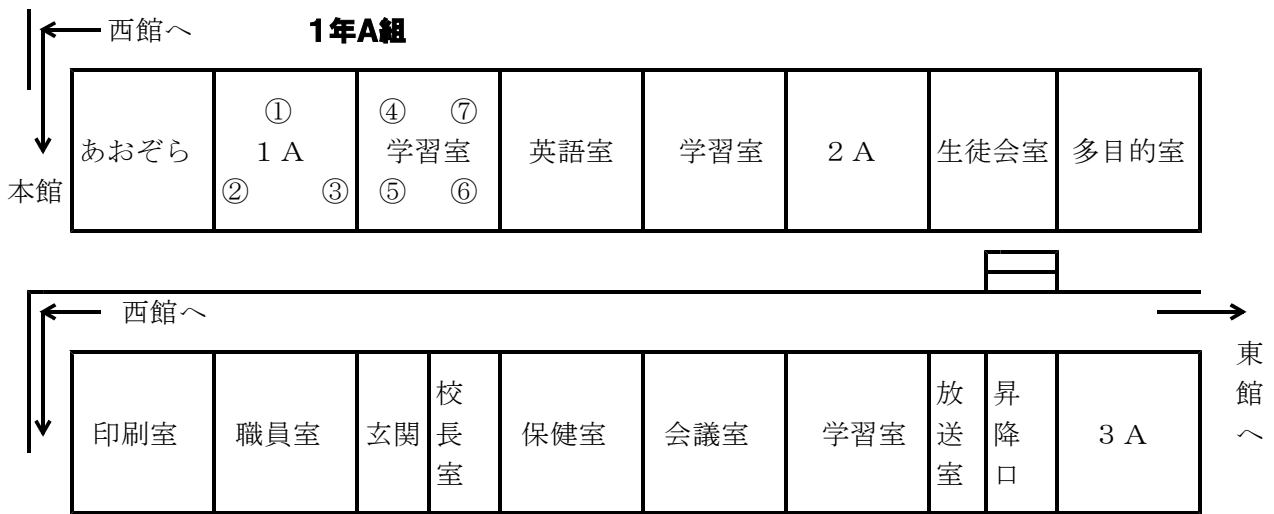 西館へ
1年A組
本館
あおぞら
①
1A
②
③
④
⑦
学習室
⑤
⑥
英語室
学習室
2A
生徒会室
多目的室
西館へ
東館へ
印刷室
職員室
玄関
校長室
保健室
会議室
学習室
放送室
昇降口
3A